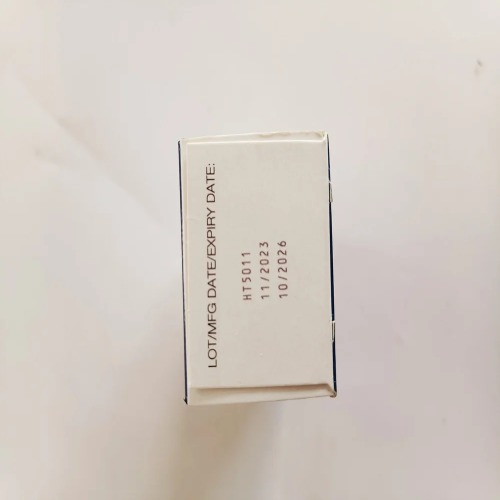 LOT/MFG DATE/EXPIRY DATE:
HT5011
11/2023
10/2026